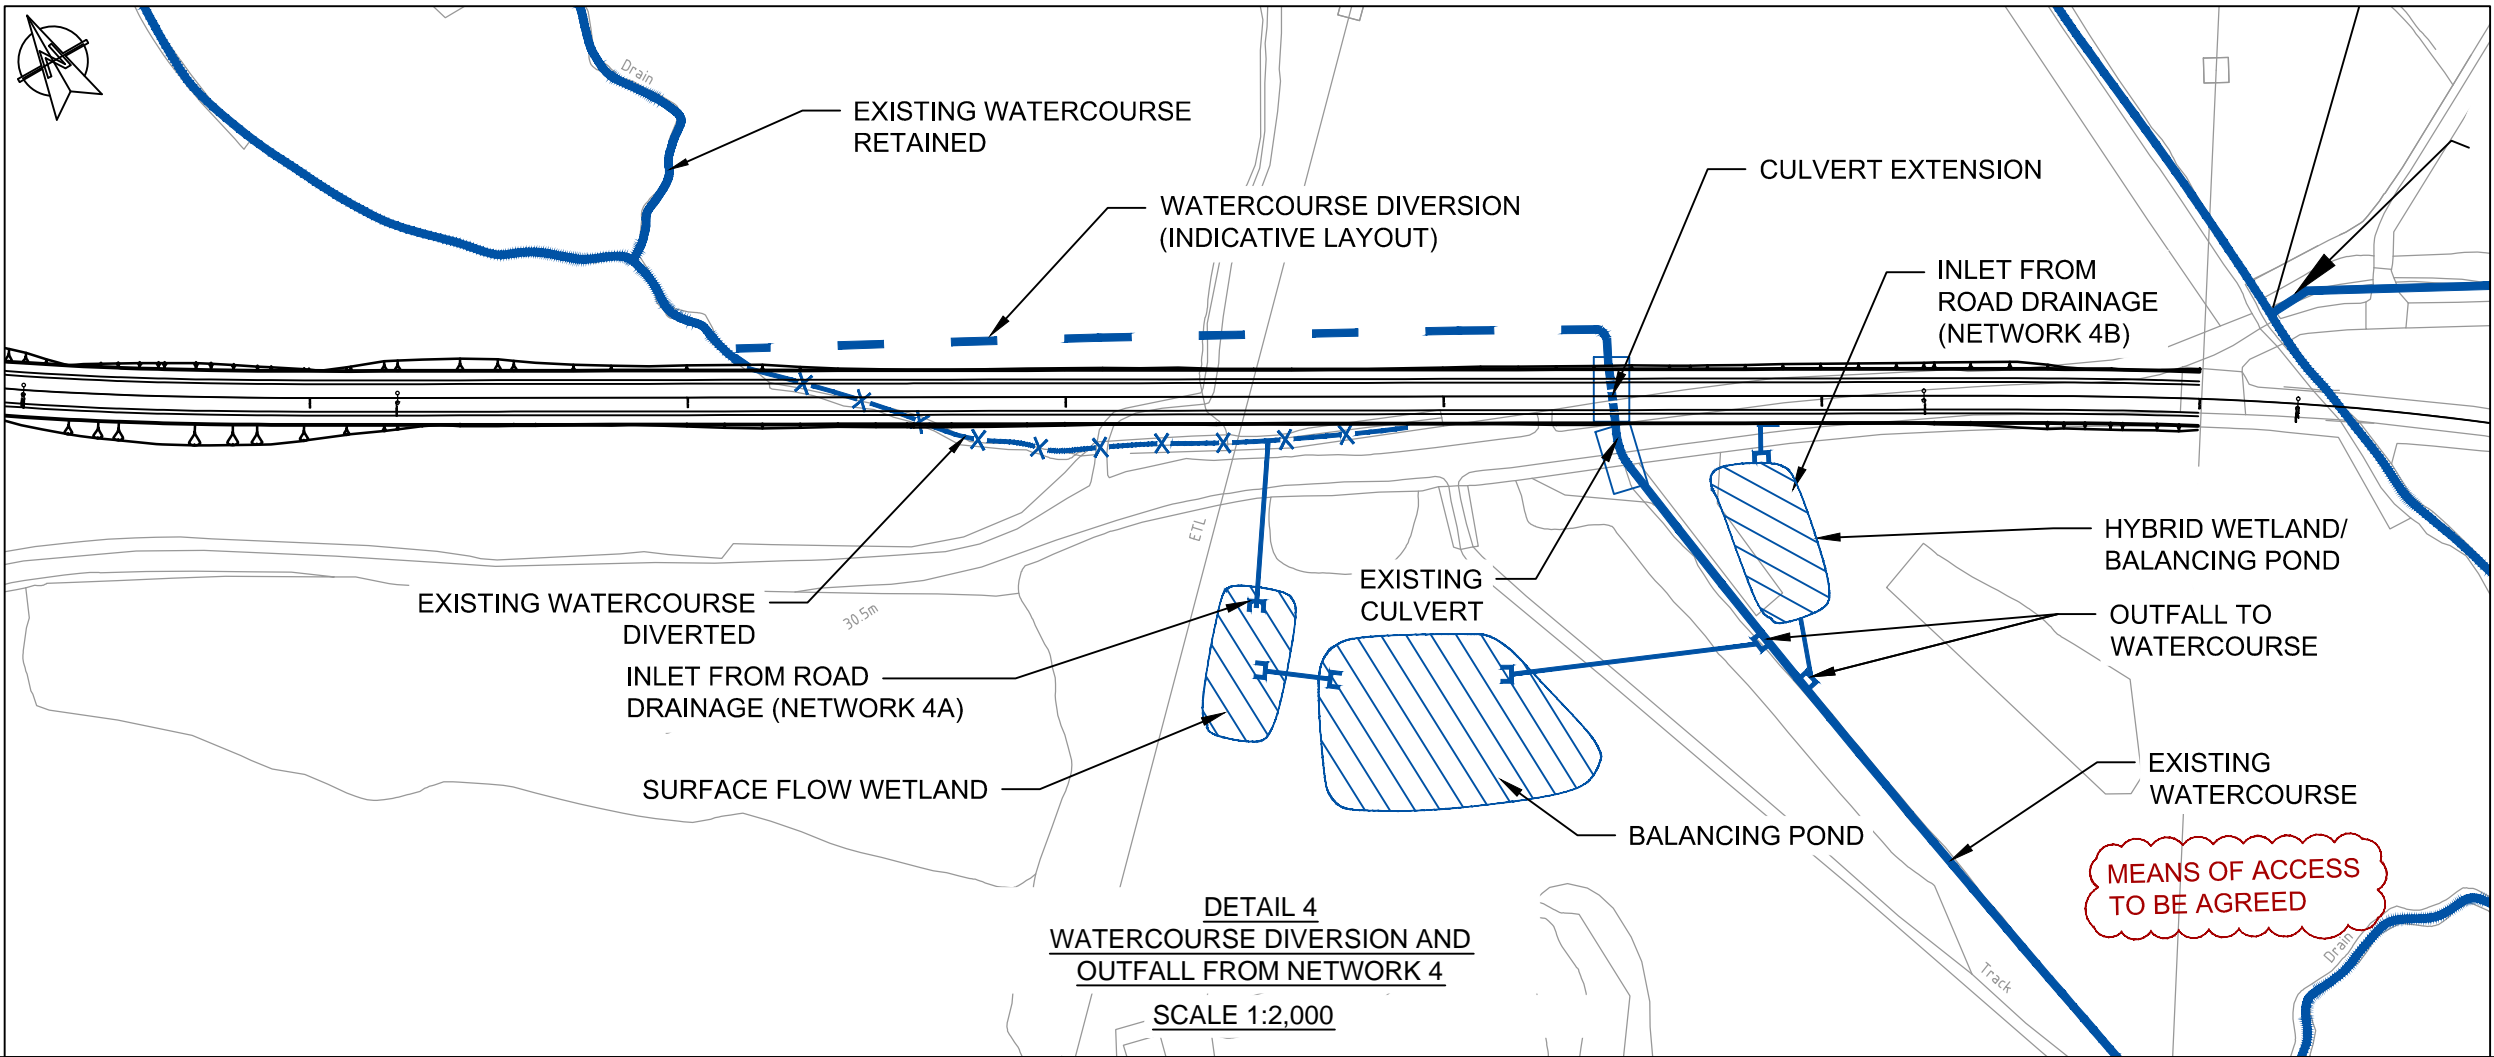 N
Drain
EXISTING WATERCOURSE
RETAINED
CULVERT EXTENSION
WATERCOURSE DIVERSION
(INDICATIVE LAYOUT)
INLET FROM
ROAD DRAINAGE
(NETWORK 4B)
ETL
HYBRID WETLAND/
BALANCING POND
EXISTING
CULVERT
EXISTING WATERCOURSE
DIVERTED
30.5m
OUTFALL TO
WATERCOURSE
INLET FROM ROAD
DRAINAGE (NETWORK 4A)
SURFACE FLOW WETLAND
EXISTING
WATERCOURSE
BALANCING POND
MEANS OF ACCESS
TO BE AGREED
DETAIL 4
WATERCOURSE DIVERSION AND
OUTFALL FROM NETWORK 4
SCALE 1:2,000
Drain
Track